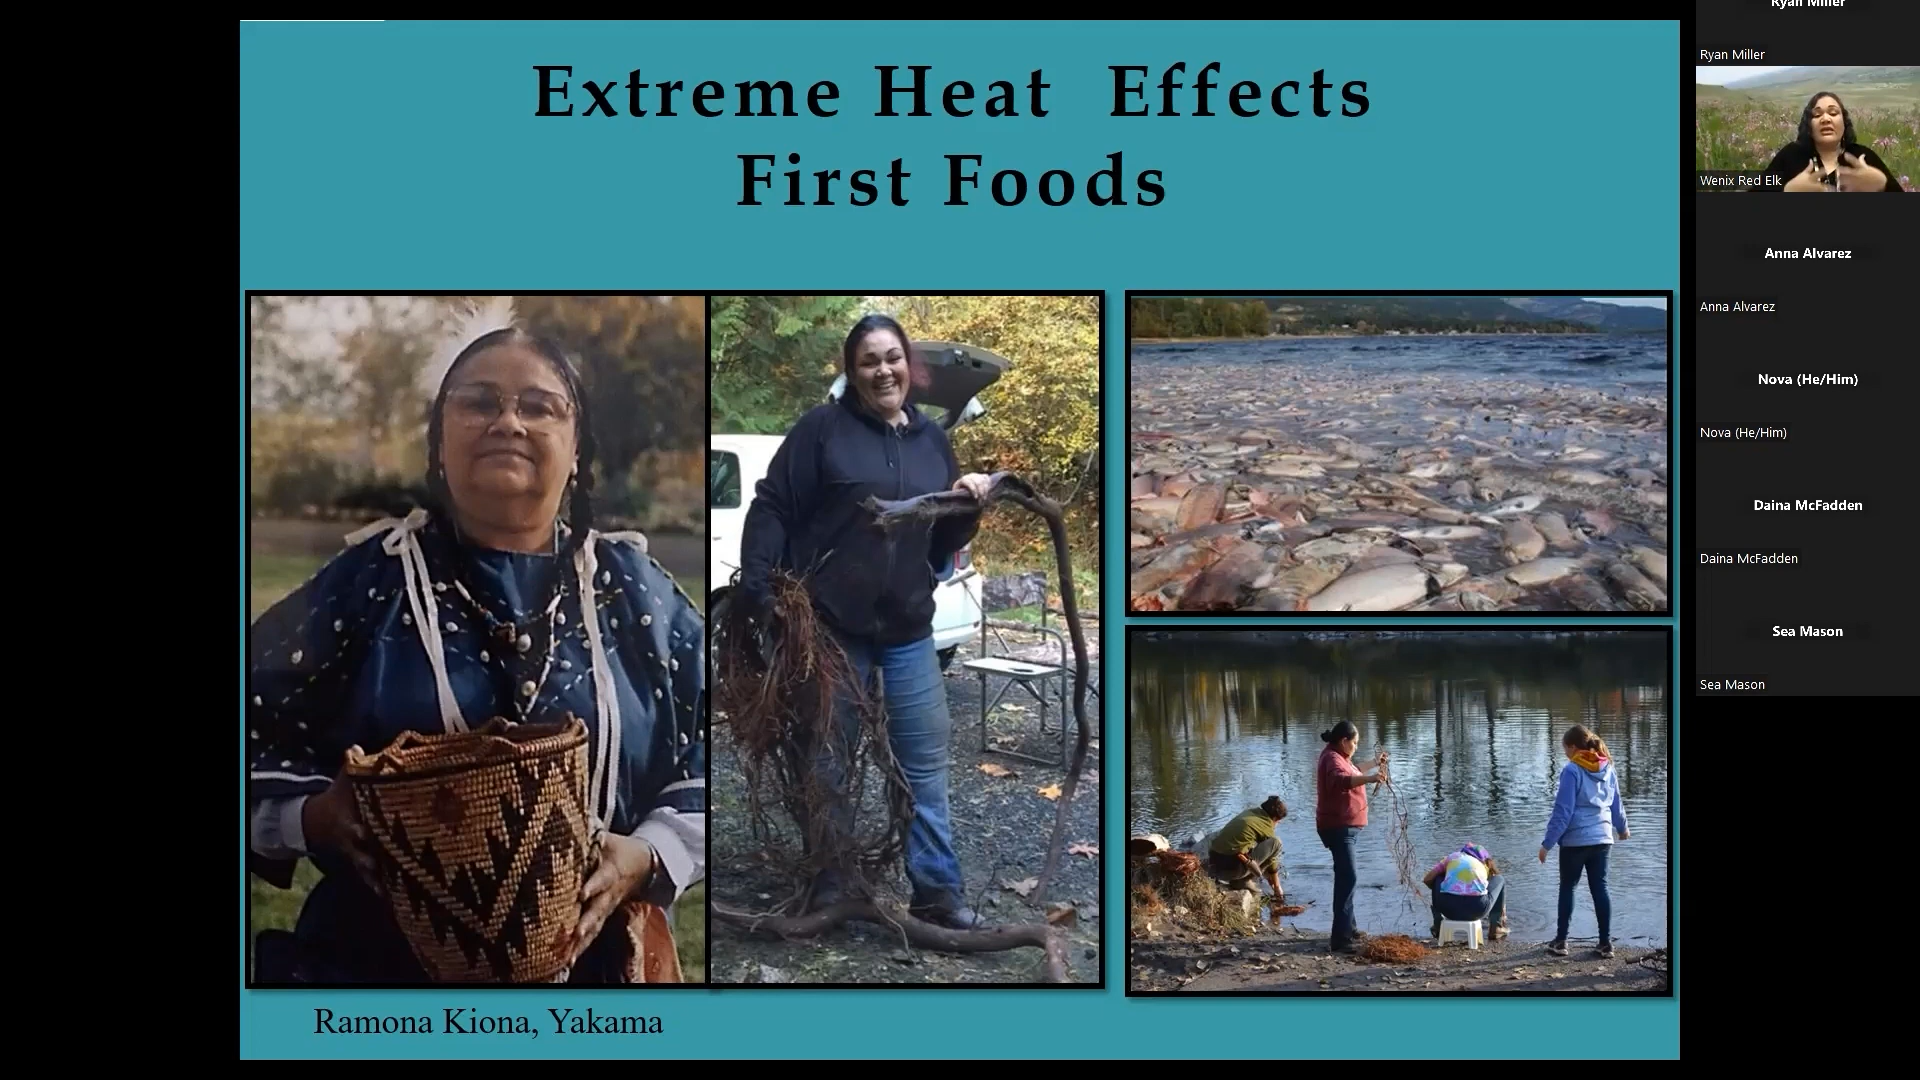 Extreme Heat Effects
First Foods
Ramona Kiona, Yakama
Ryan Miller
Ryan Miller
Wenix Red Elk
Anna Alvarez
Anna Alvarez
Nova (He/Him)
Nova (He/Him)
Daina McFadden
Daina McFadden
Sea Mason
Sea Mason